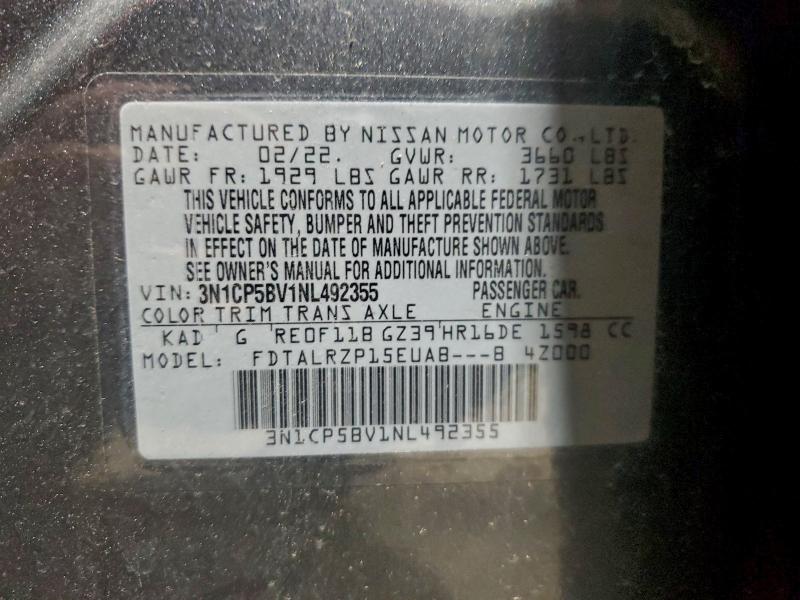 MANUFACTURED BY NISSAN MOTOR CO., LTD.
DATE: 02/22. GVWR: 3660 LBS
GAWR FR: 1929 LBS GAWR RR: 1731 LBS
THIS VEHICLE CONFORMS TO ALL APPLICABLE FEDERAL MOTOR
VEHICLE SAFETY, BUMPER AND THEFT PREVENTION STANDARDS
IN EFFECT ON THE DATE OF MANUFACTURE SHOWN ABOVE.
SEE OWNER'S MANUAL FOR ADDITIONAL INFORMATION.
VIN: 3N1CP5BV1NL492355 PASSENGER CAR.
COLOR TRIM TRANS AXLE ENGINE
KAD G RE0F11B GZ39 HR16DE 1598 CC
MODEL: FDTALRZP15EUAB---B 4Z000
3N1CP5BV1NL492355